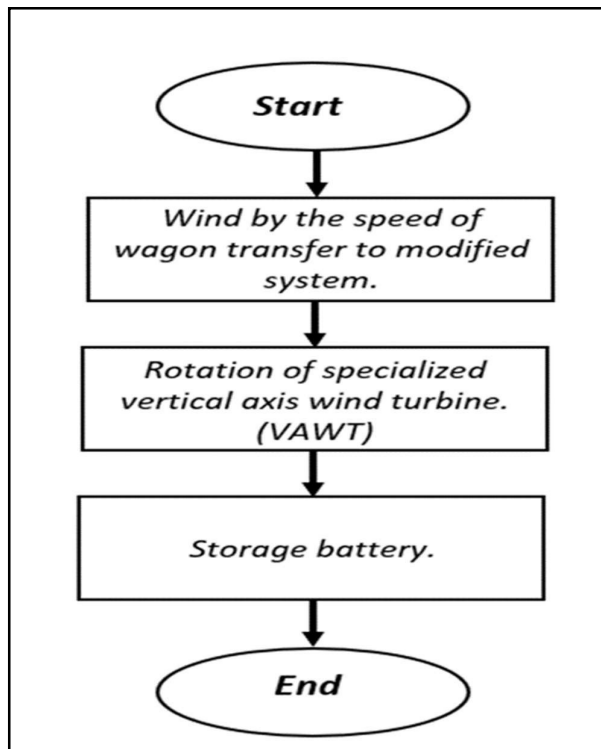 Start
Wind by the speed of
wagon transfer to modified
system.
Rotation of specialized
vertical axis wind turbine.
(VAWT)
Storage battery.
End